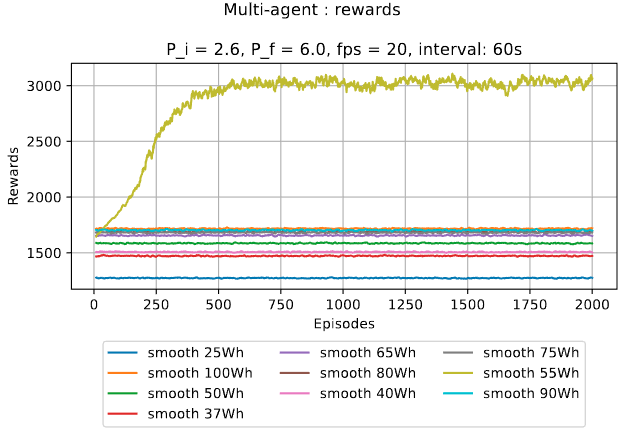 Multi-agent : rewards
P_i = 2.6, P_f = 6.0, fps = 20, interval: 60s
3000
2500
2000
1500
Rewards
0 250 500 750 1000 1250 1500 1750 2000
Episodes
smooth 25Wh smooth 65Wh smooth 75Wh
smooth 100Wh smooth 80Wh smooth 55Wh
smooth 50Wh smooth 40Wh smooth 90Wh
smooth 37Wh